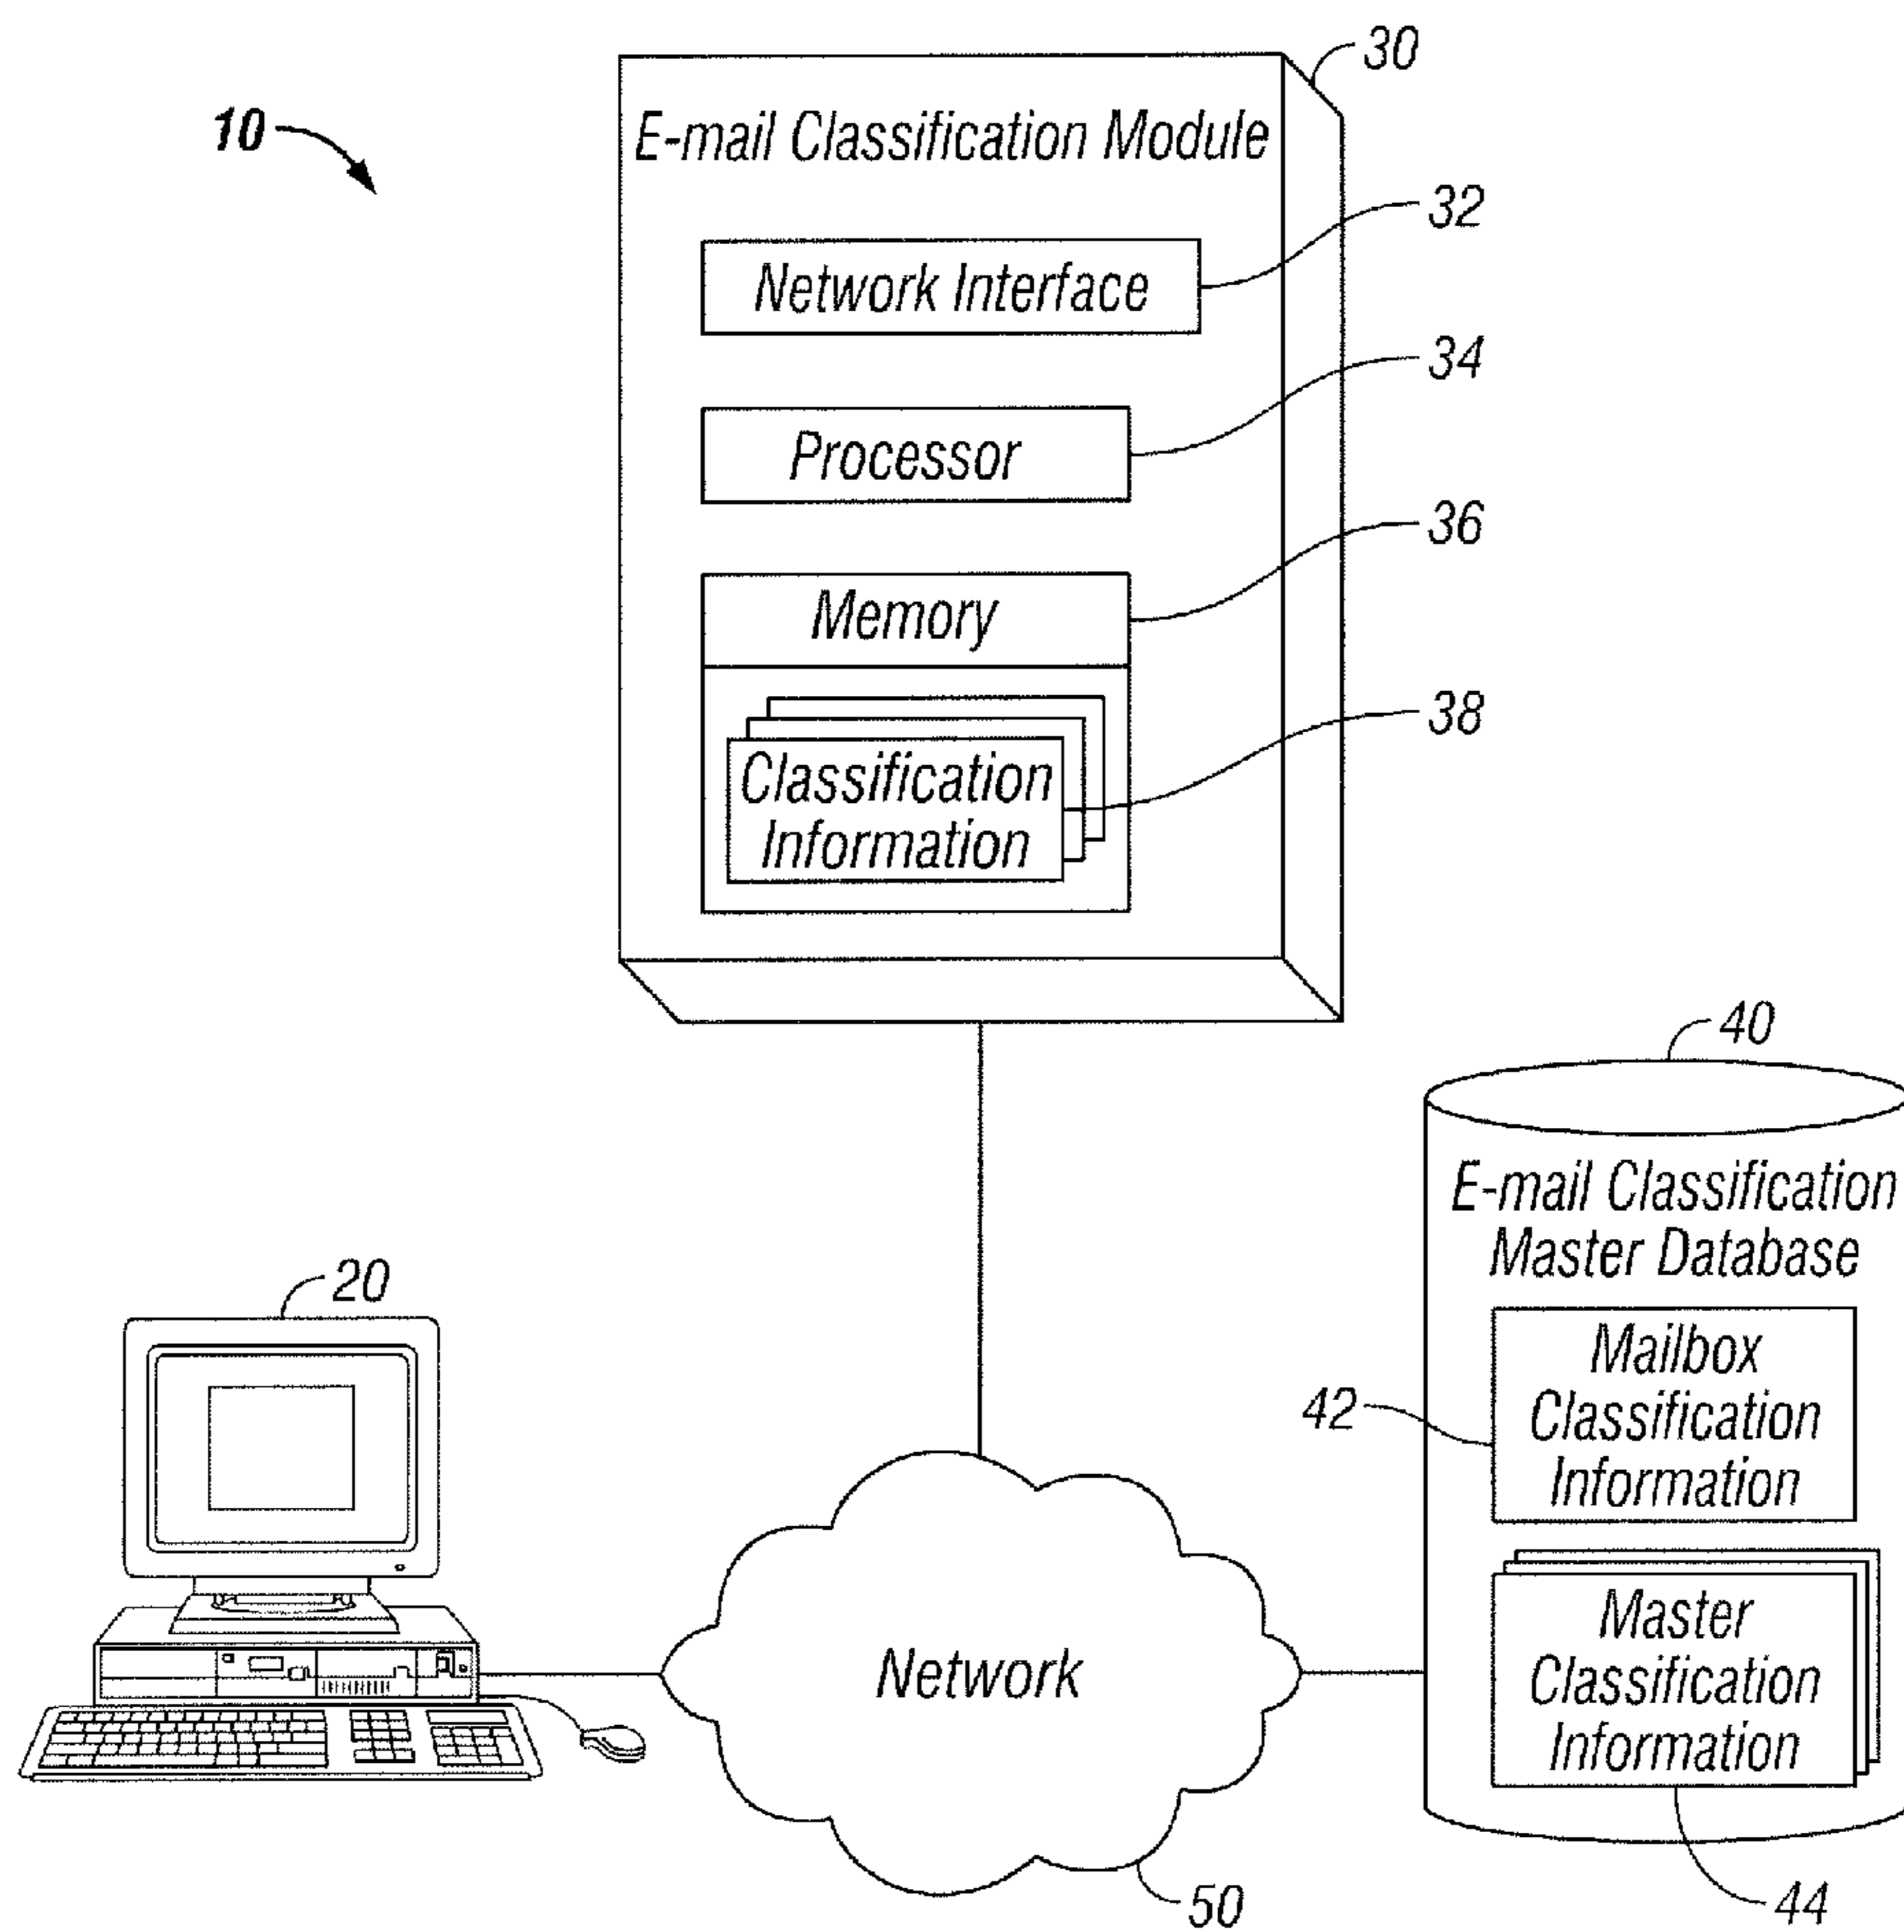 10
30
E-mail Classification Module
32
Network Interface
34
Processor
36
Memory
38
Classification
Information
40
E-mail Classification
Master Database
20
Mailbox
Classification
Information
42
Master
Classification
Information
Network
50
44